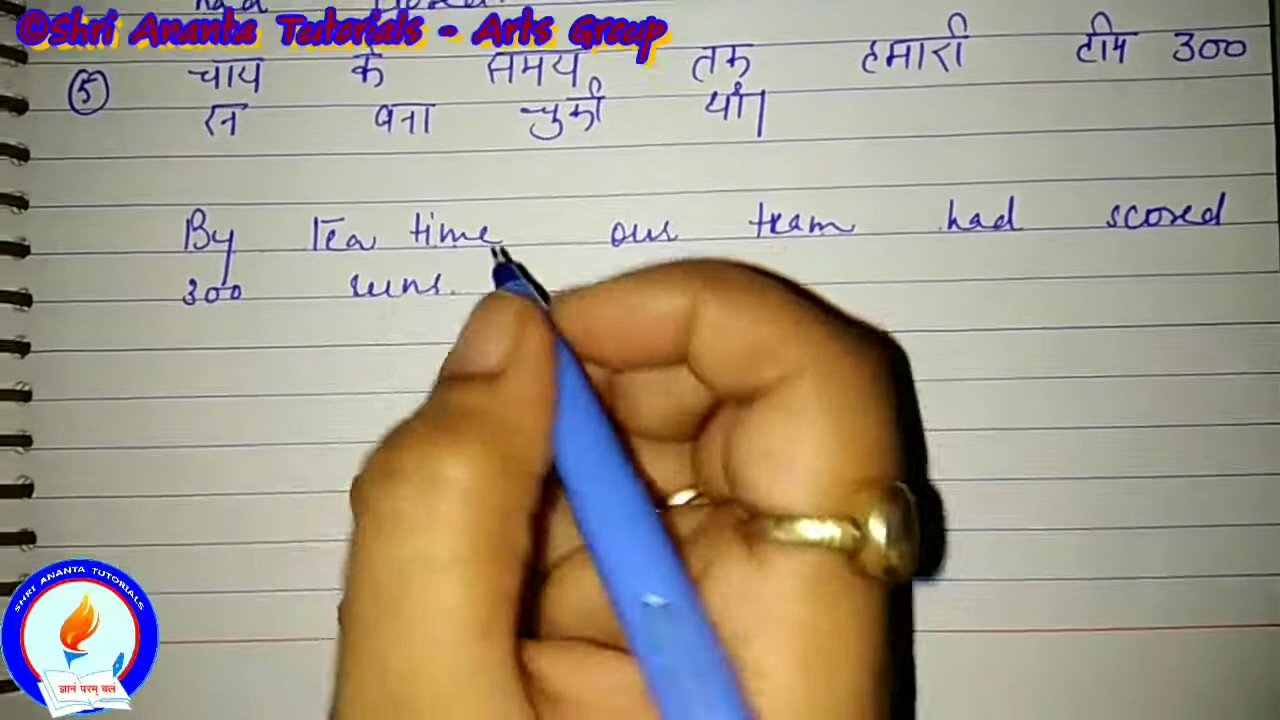 ©Shri Ananta Tutorials - Arts Group
⑤ चाय के समय तक हमारी टीम 300
रन बना चुकी थी।
By Tea time our team had scored
300 runs.
SHRI ANANTA TUTORIALS
ज्ञानं परमं बलं